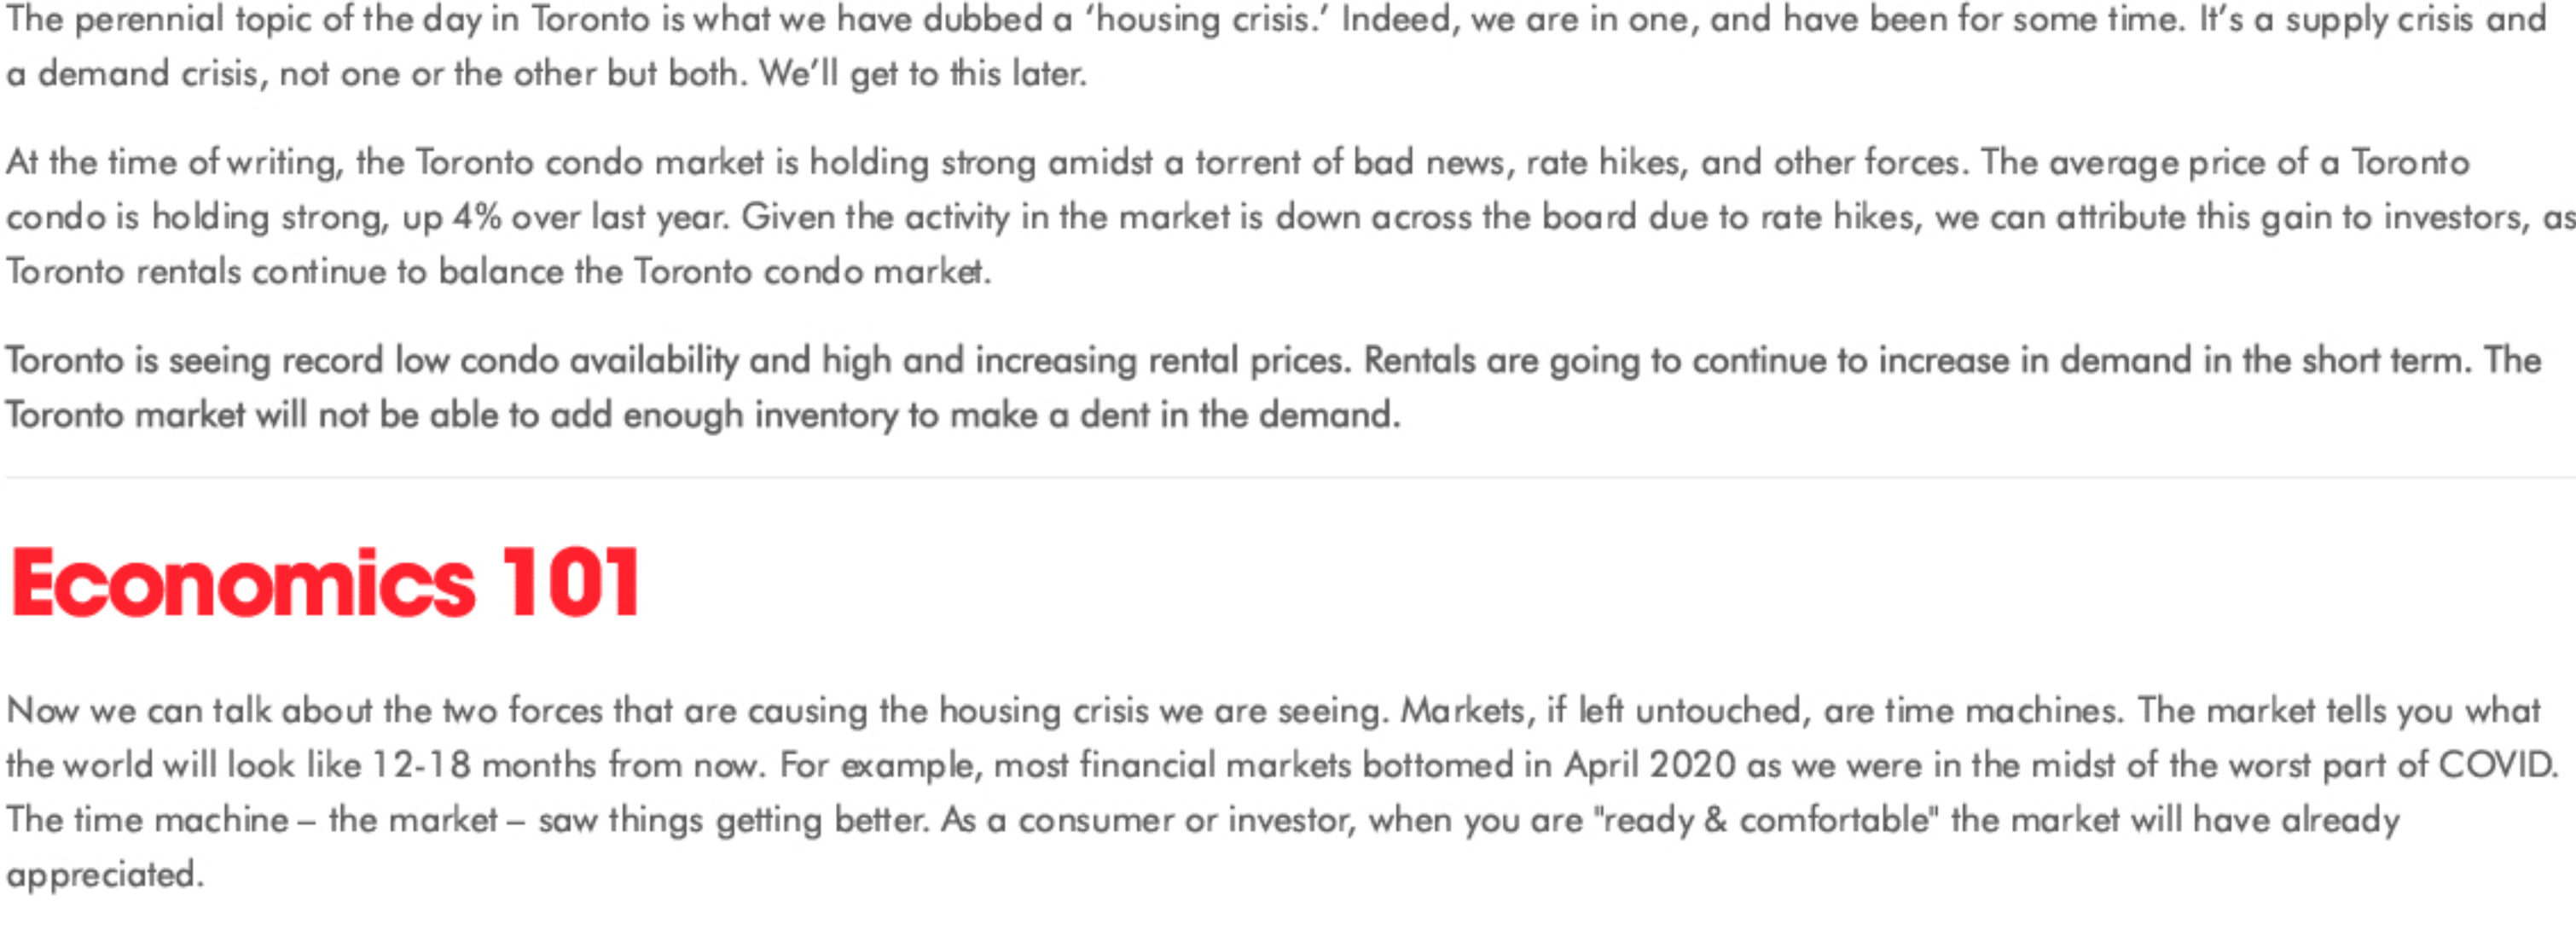 The perennial topic of the day in Toronto is what we have dubbed a ‘housing crisis.’ Indeed, we are in one, and have been for some time. It’s a supply crisis and
a demand crisis, not one or the other but both. We’ll get to this later.
At the time of writing, the Toronto condo market is holding strong amidst a torrent of bad news, rate hikes, and other forces. The average price of a Toronto
condo is holding strong, up 4% over last year. Given the activity in the market is down across the board due to rate hikes, we can attribute this gain to investors, as
Toronto rentals continue to balance the Toronto condo market.
Toronto is seeing record low condo availability and high and increasing rental prices. Rentals are going to continue to increase in demand in the short term. The
Toronto market will not be able to add enough inventory to make a dent in the demand.
Economics 101
Now we can talk about the two forces that are causing the housing crisis we are seeing. Markets, if left untouched, are time machines. The market tells you what
the world will look like 12-18 months from now. For example, most financial markets bottomed in April 2020 as we were in the midst of the worst part of COVID.
The time machine – the market – saw things getting better. As a consumer or investor, when you are "ready & comfortable" the market will have already
appreciated.